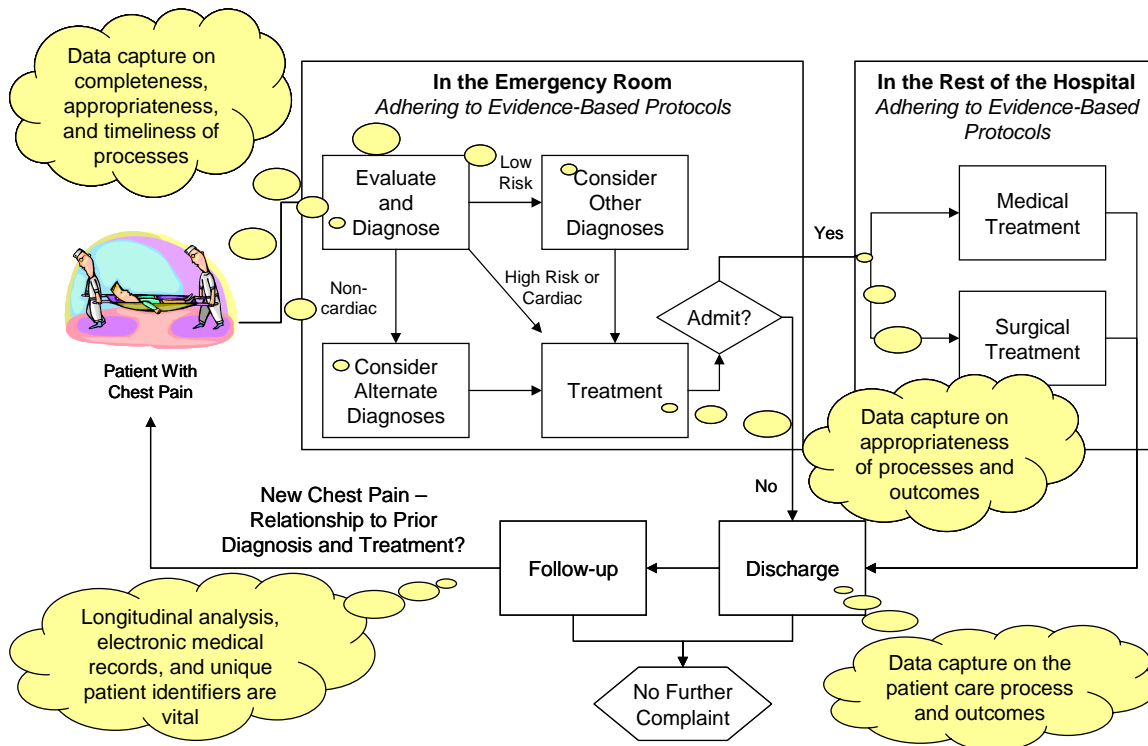 Data capture on
completeness,
appropriateness,
and timeliness of
processes
In the Emergency Room
Adhering to Evidence-Based Protocols
In the Rest of the Hospital
Adhering to Evidence-Based
Protocols
Evaluate
and
Diagnose
Low
Risk
Consider
Other
Diagnoses
Medical
Treatment
Yes
Non-
cardiac
High Risk or
Cardiac
Admit?
Surgical
Treatment
Patient With
Chest Pain
Consider
Alternate
Diagnoses
Treatment
Data capture on
appropriateness
of processes and
outcomes
No
New Chest Pain –
Relationship to Prior
Diagnosis and Treatment?
Follow-up
Discharge
Longitudinal analysis,
electronic medical
records, and unique
patient identifiers are
vital
No Further
Complaint
Data capture on the
patient care process
and outcomes